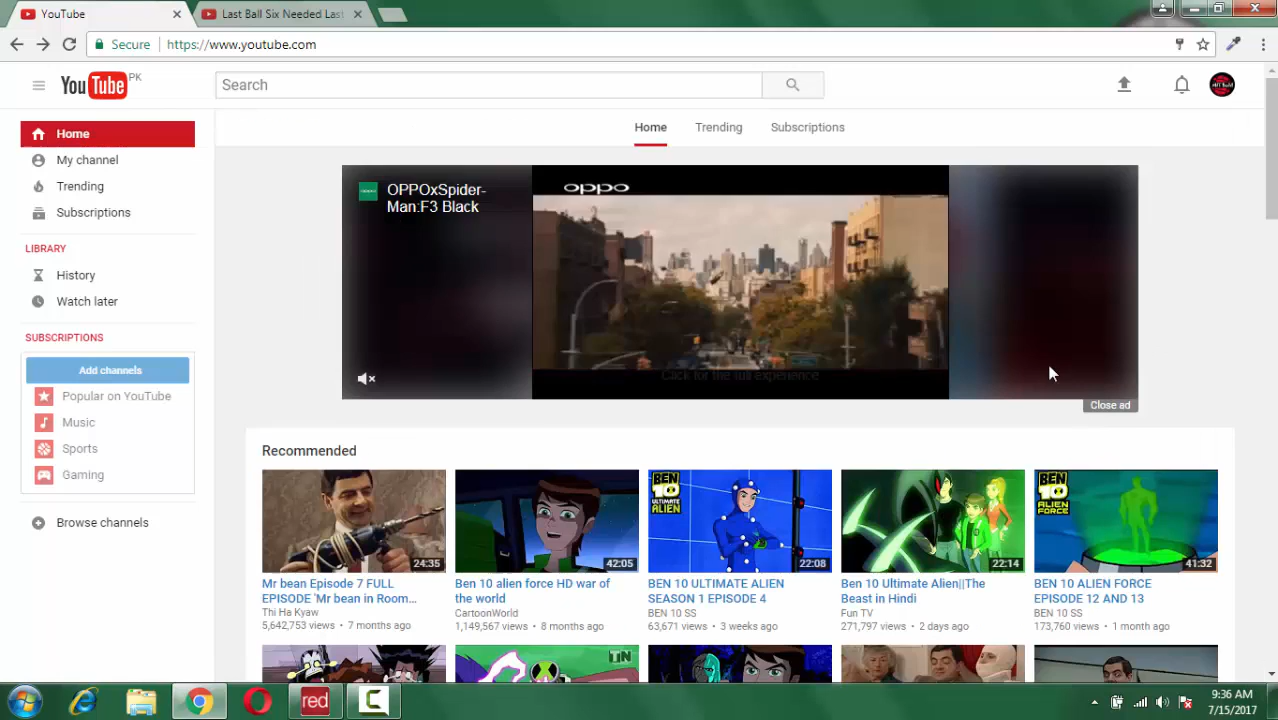 YouTube
Last Ball Six Needed Last
Secure
https://www.youtube.com
YouTube PK
Search
Home
Trending
Subscriptions
Home
My channel
Trending
Subscriptions
LIBRARY
History
Watch later
SUBSCRIPTIONS
Add channels
Popular on YouTube
Music
Sports
Gaming
Browse channels
OPPOxSpider-
Man:F3 Black
oppo
Click for the full experience
Close ad
Recommended
24:35
Mr bean Episode 7 FULL
EPISODE 'Mr bean in Room...
Thi Ha Kyaw
5,642,753 views • 7 months ago
42:05
Ben 10 alien force HD war of
the world
CartoonWorld
1,149,567 views • 8 months ago
BEN 10
ULTIMATE ALIEN
22:08
BEN 10 ULTIMATE ALIEN
SEASON 1 EPISODE 4
BEN 10 SS
63,671 views • 3 weeks ago
22:14
Ben 10 Ultimate Alien||The
Beast in Hindi
Fun TV
271,797 views • 2 days ago
BEN 10
ALIEN FORCE
41:32
BEN 10 ALIEN FORCE
EPISODE 12 AND 13
BEN 10 SS
173,760 views • 1 month ago
red
9:36 AM
7/15/2017